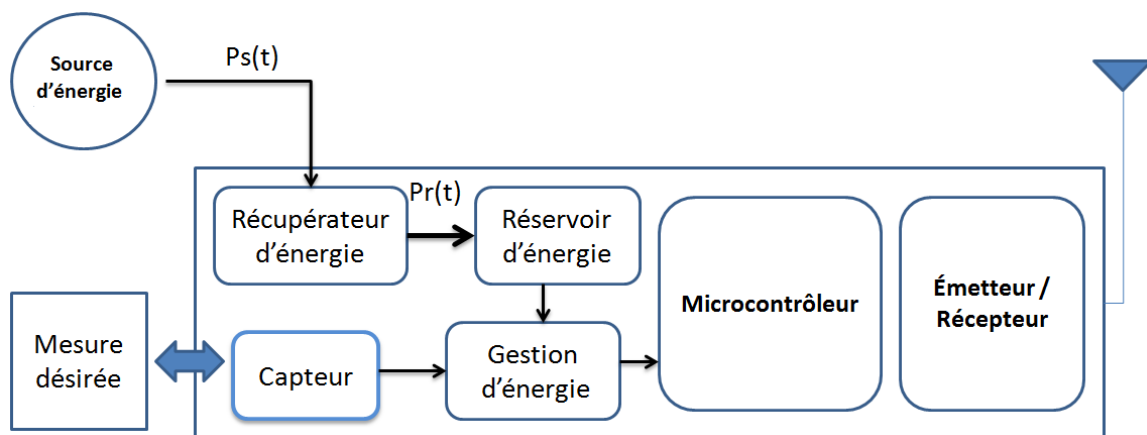 Source
d'énergie
Ps(t)
Récupérateur
d'énergie
Pr(t)
Réservoir
d'énergie
Microcontrôleur
Émetteur /
Récepteur
Mesure
désirée
Capteur
Gestion
d'énergie